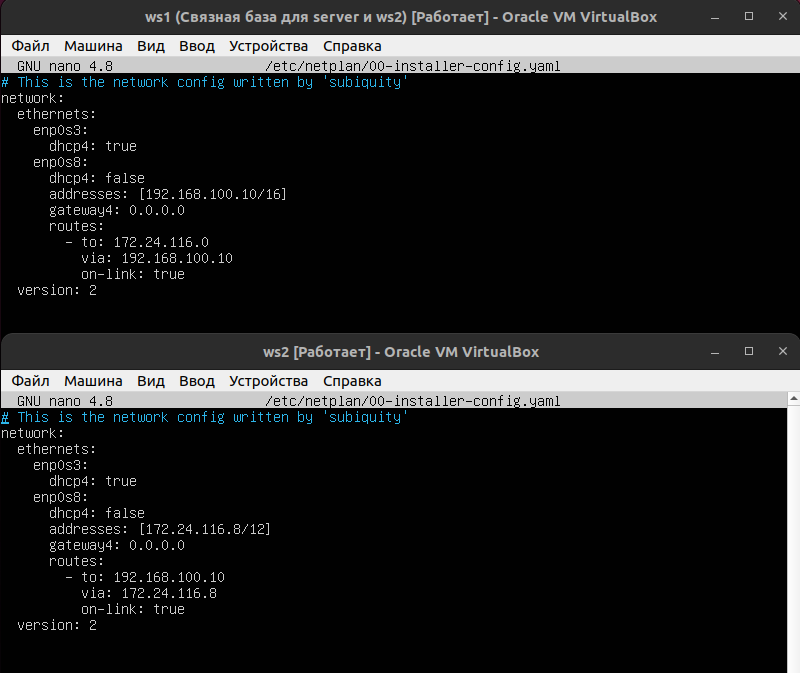 ws1 (Связная база для server и ws2) [Работает] - Oracle VM VirtualBox
Файл Машина Вид Ввод Устройства Справка
GNU nano 4.8 /etc/netplan/00-installer-config.yaml
# This is the network config written by 'subiquity'
network:
  ethernets:
    enp0s3:
      dhcp4: true
    enp0s8:
      dhcp4: false
      addresses: [192.168.100.10/16]
      gateway4: 0.0.0.0
      routes:
        - to: 172.24.116.0
          via: 192.168.100.10
          on-link: true
  version: 2
ws2 [Работает] - Oracle VM VirtualBox
Файл Машина Вид Ввод Устройства Справка
GNU nano 4.8 /etc/netplan/00-installer-config.yaml
# This is the network config written by 'subiquity'
network:
  ethernets:
    enp0s3:
      dhcp4: true
    enp0s8:
      dhcp4: false
      addresses: [172.24.116.8/12]
      gateway4: 0.0.0.0
      routes:
        - to: 192.168.100.10
          via: 172.24.116.8
          on-link: true
  version: 2